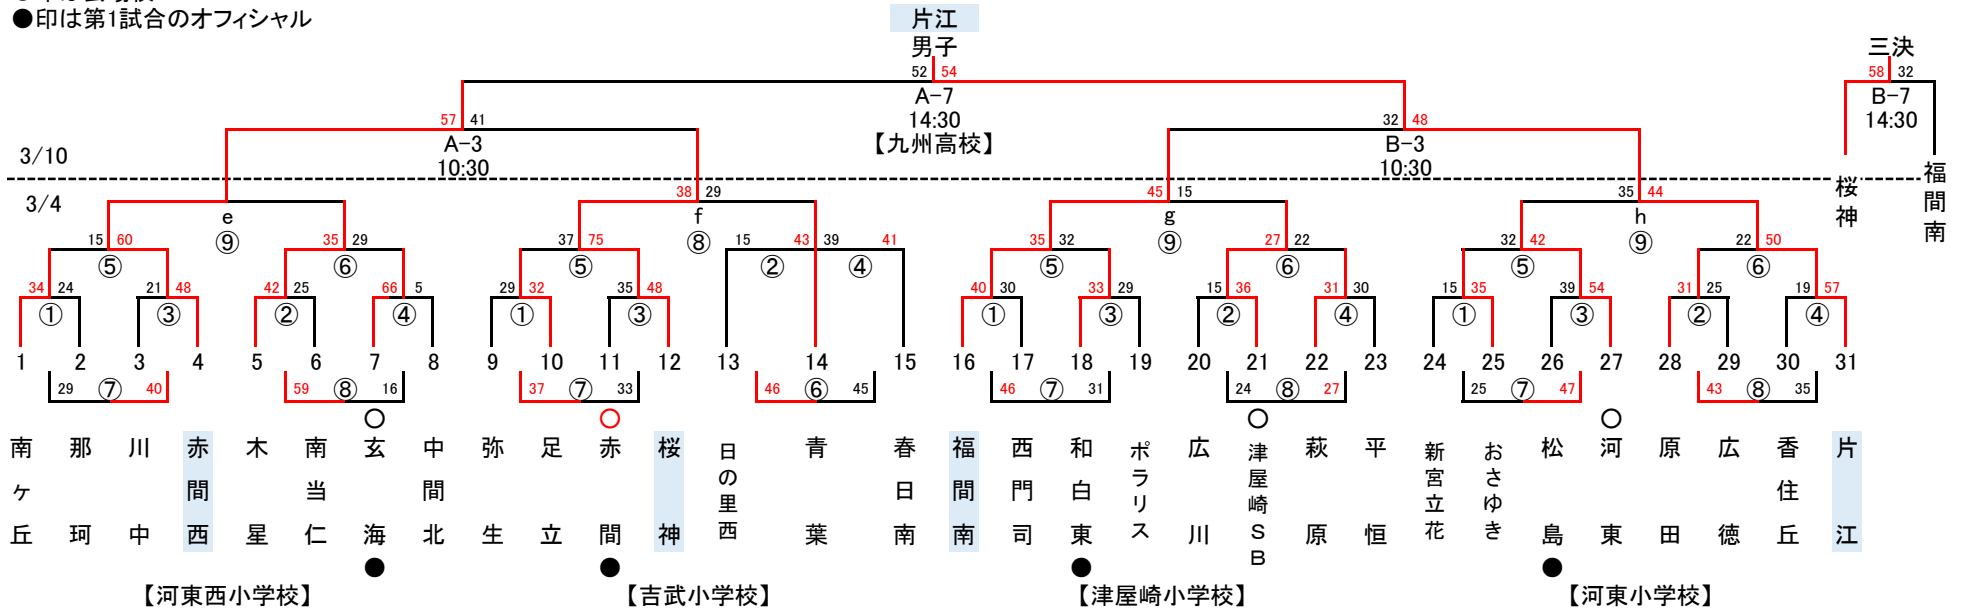 ●印は第1試合のオフィシャル
片江
男子
三決
52 54
58 32
A-7
14:30
【九州高校】
B-7
14:30
57 41
A-3
10:30
32 48
B-3
10:30
3/10
3/4
桜神
福間南
38 29
45 15
35 44
e
⑨
f
⑧
g
⑨
h
⑨
15 60
35 29
37 75
15 43 39 41
35 32
27 22
32 42
22 50
⑤ ⑥ ⑤ ② ④ ⑤ ⑥ ⑤ ⑥
34 24 21 48 42 25 66 5 29 32 35 48 40 30 33 29 15 36 31 30 15 35 39 54 31 25 19 57
① ③ ② ④ ① ③ ① ③ ② ④ ① ③ ② ④
1 2 3 4 5 6 7 8 9 10 11 12 13 14 15 16 17 18 19 20 21 22 23 24 25 26 27 28 29 30 31
29 ⑦ 40 59 ⑧ 16 37 ⑦ 33 46 ⑥ 45 46 ⑦ 31 24 ⑧ 27 25 ⑦ 47 43 ⑧ 35
○ ○ ○ ○
南ヶ丘
那珂
川中
赤間西
木星
南当仁
玄海
中間北
弥生
足立
赤間
桜神
日の里西
青葉
春日南
福間南
西門司
和白東
ポラリス
広川
津屋崎SB
萩原
平恒
新宮立花
おさゆき
松島
河東
原田
広徳
香住丘
片江
● ● ● ●
【河東西小学校】
【吉武小学校】
【津屋崎小学校】
【河東小学校】